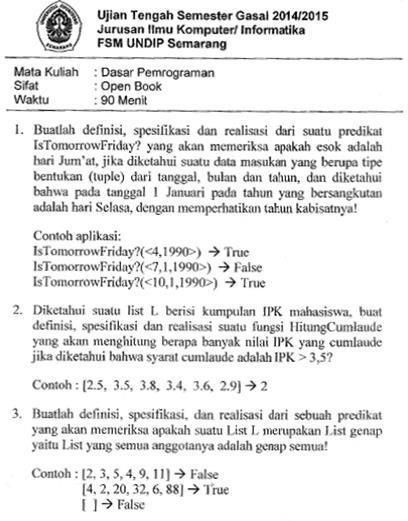 Ujian Tengah Semester Gasal 2014/2015
Jurusan Ilmu Komputer/ Informatika
FSM UNDIP Semarang
Mata Kuliah : Dasar Pemrograman
Sifat : Open Book
Waktu : 90 Menit
1. Buatlah definisi, spesifikasi dan realisasi dari suatu predikat
IsTomorrowFriday? yang akan memeriksa apakah esok adalah
hari Jum'at, jika diketahui suatu data masukan yang berupa tipe
bentukan (tuple) dari tanggal, bulan dan tahun, dan diketahui
bahwa pada tanggal 1 Januari pada tahun yang bersangkutan
adalah hari Selasa, dengan memperhatikan tahun kabisatnya!
Contoh aplikasi:
IsTomorrowFriday?(<4,1990>) → True
IsTomorrowFriday?(<7,1,1990>) → False
IsTomorrowFriday?(<10,1,1990>) → True
2. Diketahui suatu list L berisi kumpulan IPK mahasiswa, buat
definisi, spesifikasi dan realisasi suatu fungsi HitungCumlaude
yang akan menghitung berapa banyak nilai IPK yang cumlaude
jika diketahui bahwa syarat cumlaude adalah IPK > 3,5?
Contoh : [2.5, 3.5, 3.8, 3.4, 3.6, 2.9] → 2
3. Buatlah definisi, spesifikasi, dan realisasi dari sebuah predikat
yang akan memeriksa apakah suatu List L merupakan List genap
yaitu List yang semua anggotanya adalah genap semua!
Contoh : [2, 3, 5, 4, 9, 11] → False
[4, 2, 20, 32, 6, 88] → True
[ ] → False